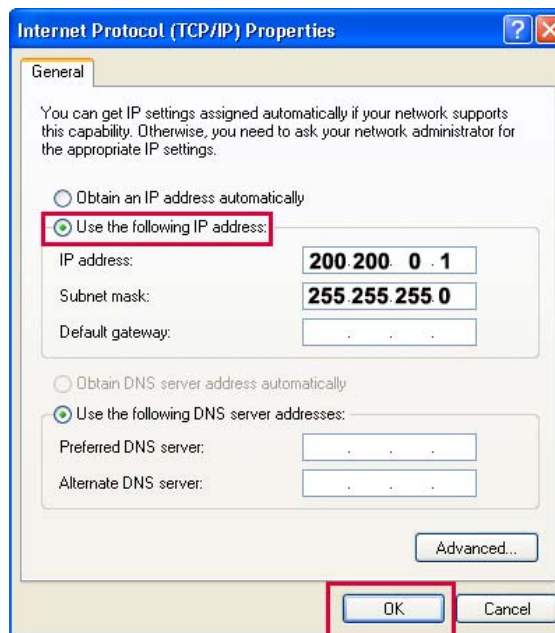 Internet Protocol (TCP/IP) Properties
General
You can get IP settings assigned automatically if your network supports
this capability. Otherwise, you need to ask your network administrator for
the appropriate IP settings.
Obtain an IP address automatically
Use the following IP address:
IP address: 200.200.0.1
Subnet mask: 255.255.255.0
Default gateway: . . .
Obtain DNS server address automatically
Use the following DNS server addresses:
Preferred DNS server: . . .
Alternate DNS server: . . .
Advanced...
OK Cancel